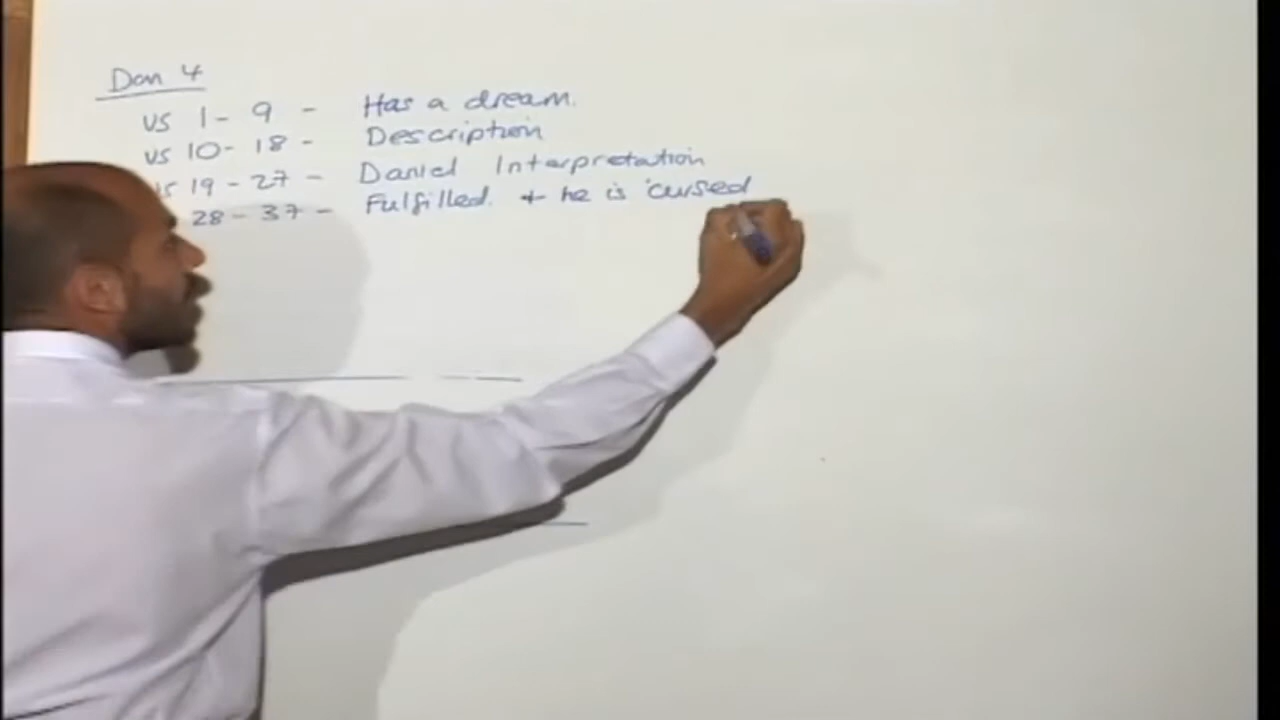 Dan 4
vs 1 - 9 - Has a dream.
vs 10 - 18 - Description
vs 19 - 27 - Daniel Interpretation
28 - 37 - Fulfilled. + he is 'cursed